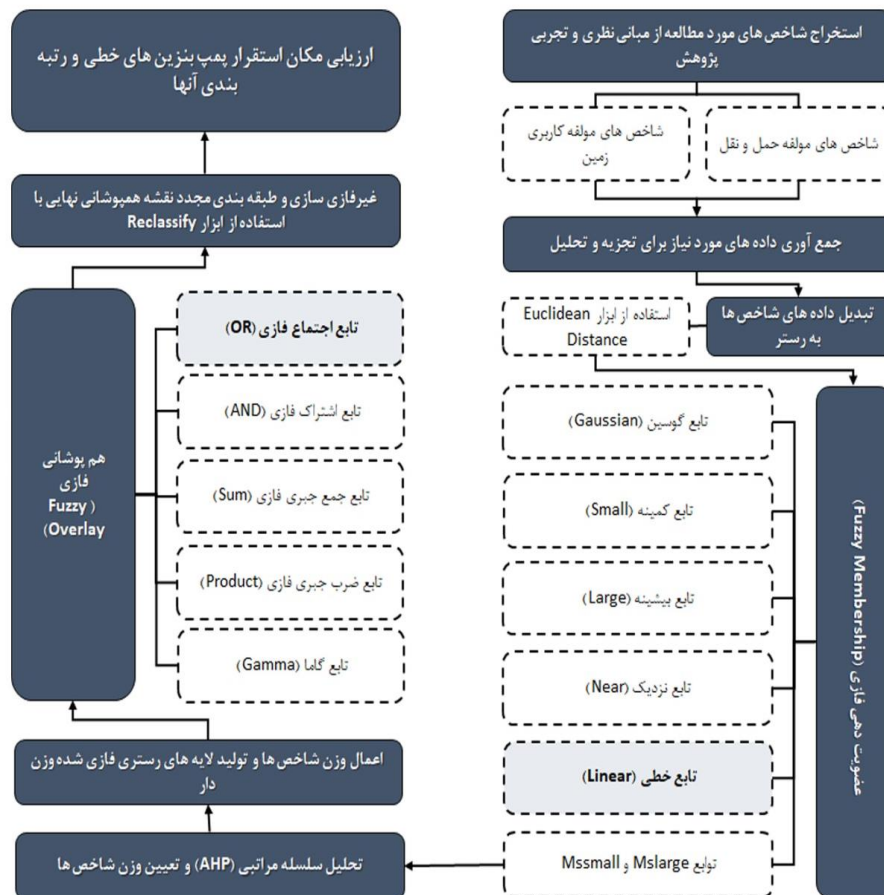 استخراج شاخص های مورد مطالعه از مبانی نظری و تجربی
پژوهش
شاخص های مولفه حمل و نقل
شاخص های مولفه کاربری
زمین
جمع آوری داده های مورد نیاز برای تجزیه و تحلیل
تبدیل داده های شاخص ها
به رستر
استفاده از ابزار Euclidean
Distance
عضویت دهی فازی (Fuzzy Membership)
تابع گوسین (Gaussian)
تابع کمینه (Small)
تابع بیشینه (Large)
تابع نزدیک (Near)
تابع خطی (Linear)
توابع Mslarge و Mssmall
تحلیل سلسله مراتبی (AHP) و تعیین وزن شاخص ها
اعمال وزن شاخص ها و تولید لایه های رستری فازی شده وزن
دار
هم پوشانی
فازی
( Fuzzy
Overlay)
تابع اجتماع فازی (OR)
تابع اشتراک فازی (AND)
تابع جمع جبری فازی (Sum)
تابع ضرب جبری فازی (Product)
تابع گاما (Gamma)
غیرفازی سازی و طبقه بندی مجدد نقشه همپوشانی نهایی با
استفاده از ابزار Reclassify
ارزیابی مکان استقرار پمپ بنزین های خطی و رتبه
بندی آنها